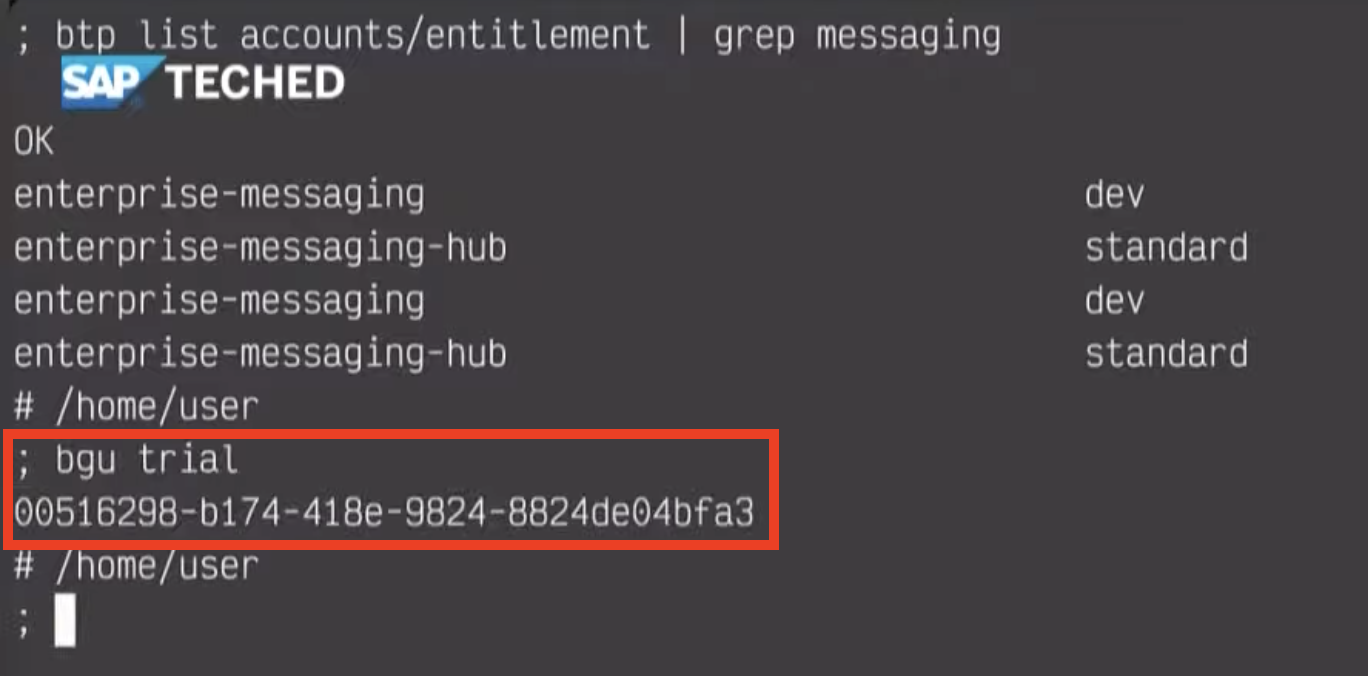 ; btp list accounts/entitlement | grep messaging
SAP TECHED
OK
enterprise-messaging dev
enterprise-messaging-hub standard
enterprise-messaging dev
enterprise-messaging-hub standard
# /home/user
; bgu trial
00516298-b174-418e-9824-8824de04bfa3
# /home/user
;